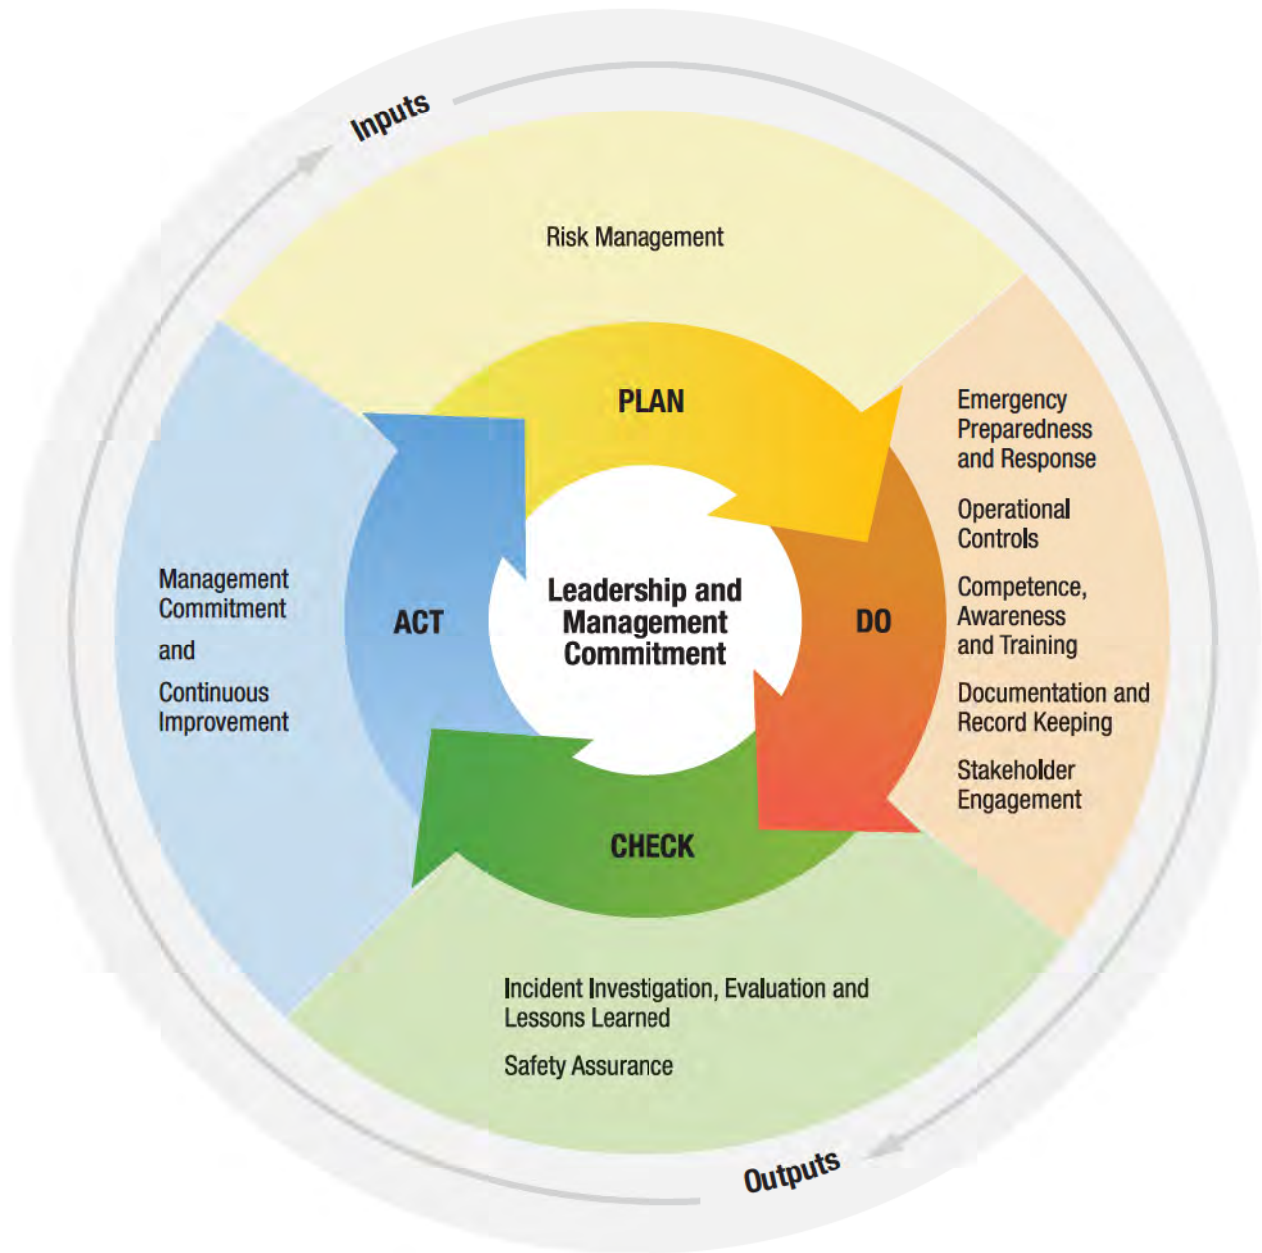 Inputs
Risk Management
PLAN
Emergency
Preparedness
and Response
Operational
Controls
Competence,
Awareness
and Training
Documentation and
Record Keeping
Stakeholder
Engagement
DO
Leadership and
Management
Commitment
ACT
Management
Commitment
and
Continuous
Improvement
CHECK
Incident Investigation, Evaluation and
Lessons Learned
Safety Assurance
Outputs